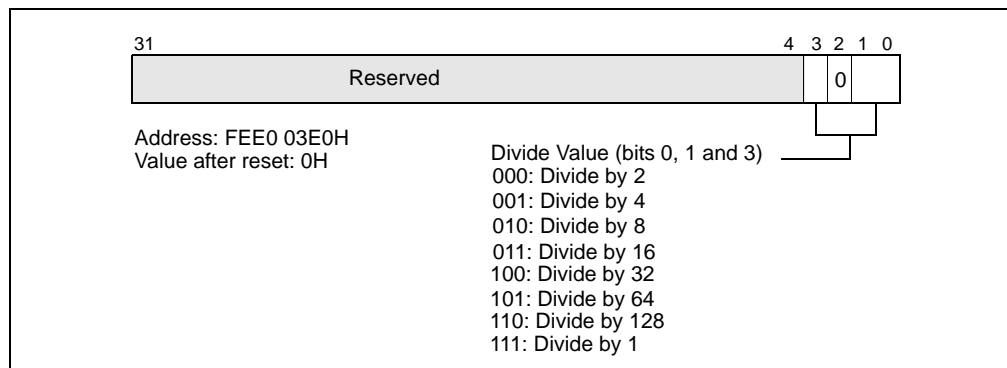 31 4 3 2 1 0
Reserved 0
Address: FEE0 03E0H
Value after reset: 0H
Divide Value (bits 0, 1 and 3)
000: Divide by 2
001: Divide by 4
010: Divide by 8
011: Divide by 16
100: Divide by 32
101: Divide by 64
110: Divide by 128
111: Divide by 1